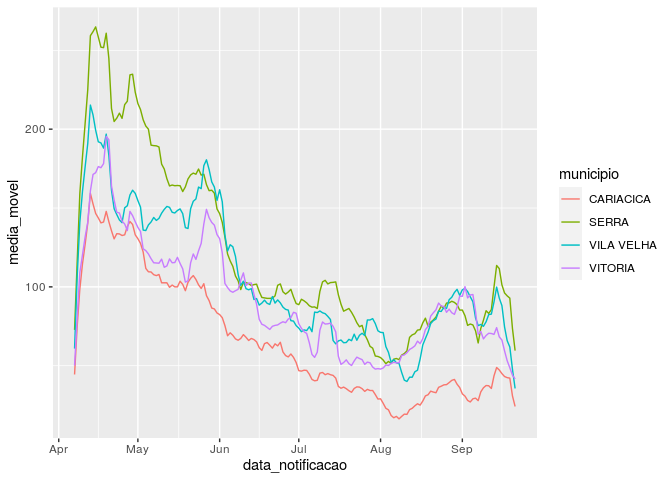 200
100
media_movel
Apr May Jun Jul Aug Sep
data_notificacao
municipio
CARIACICA
SERRA
VILA VELHA
VITORIA